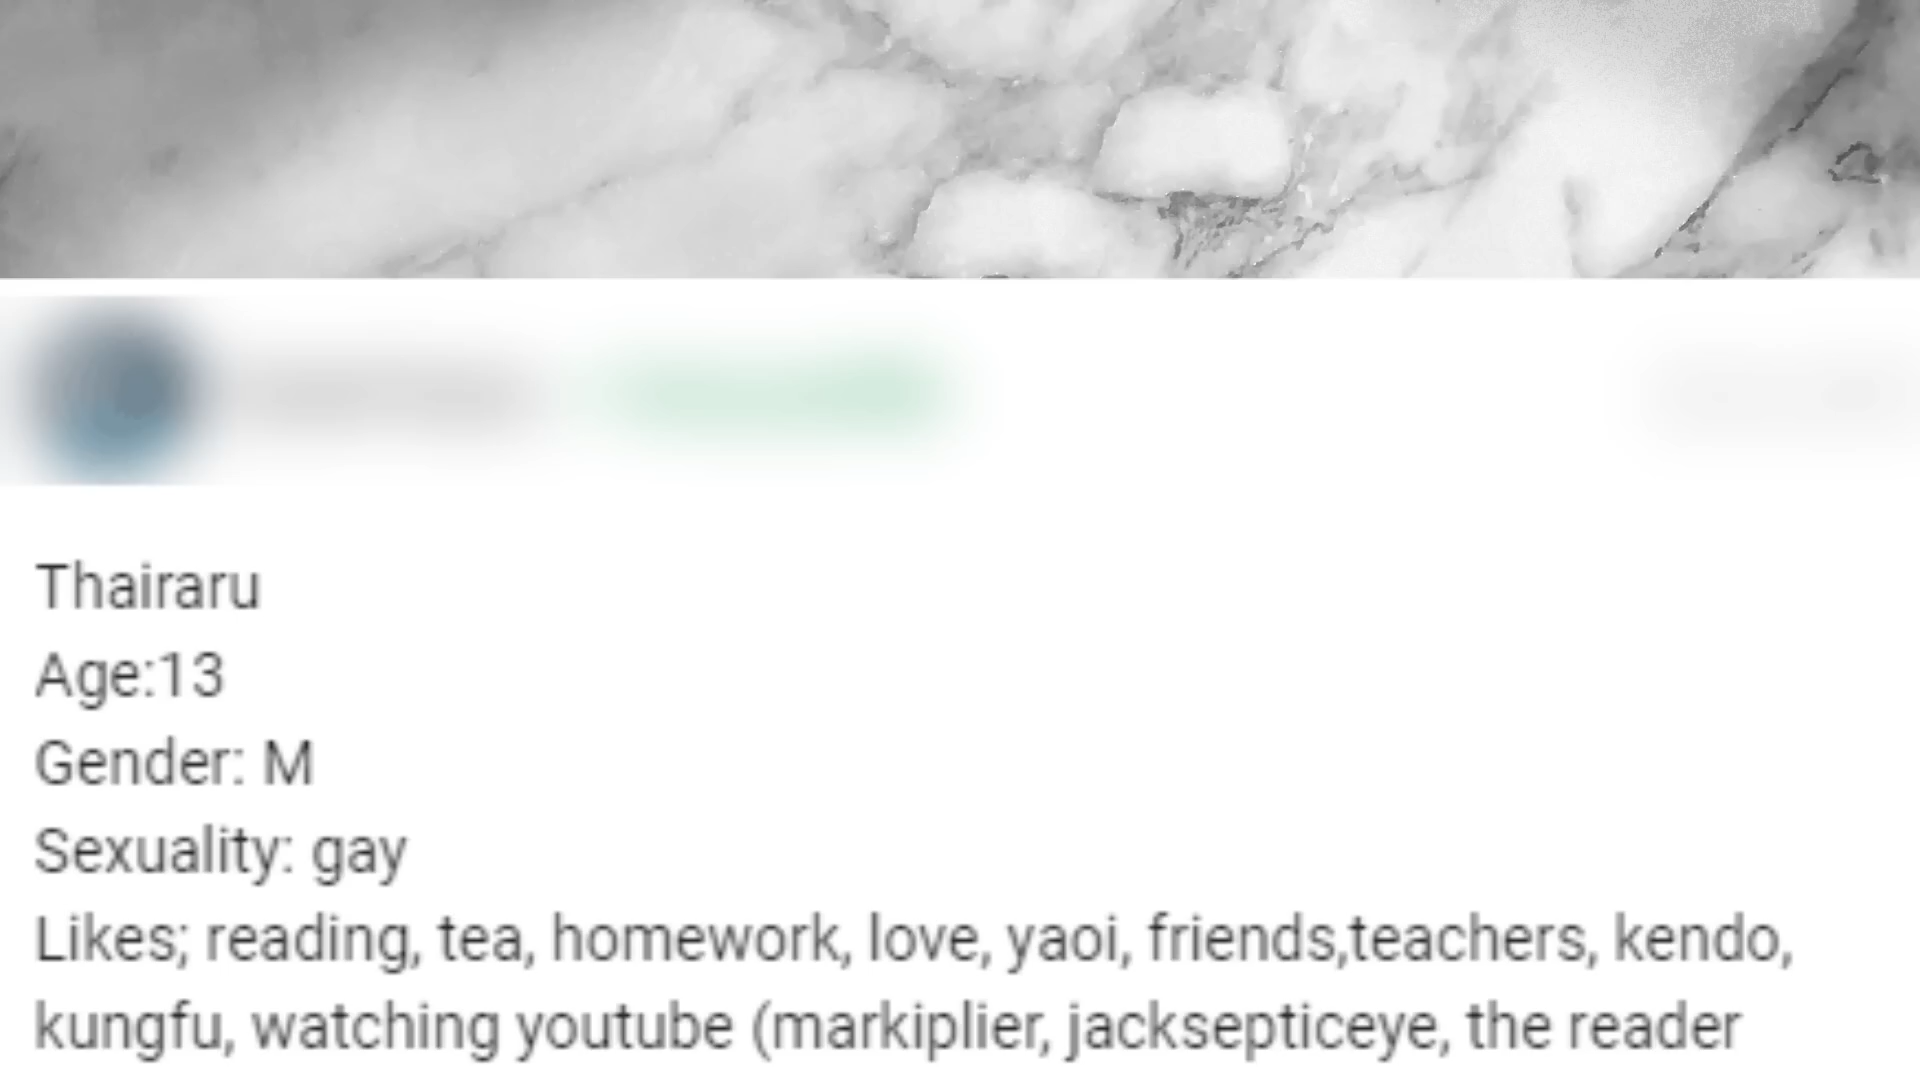 Thairaru
Age:13
Gender: M
Sexuality: gay
Likes; reading, tea, homework, love, yaoi, friends,teachers, kendo,
kungfu, watching youtube (markiplier, jacksepticeye, the reader